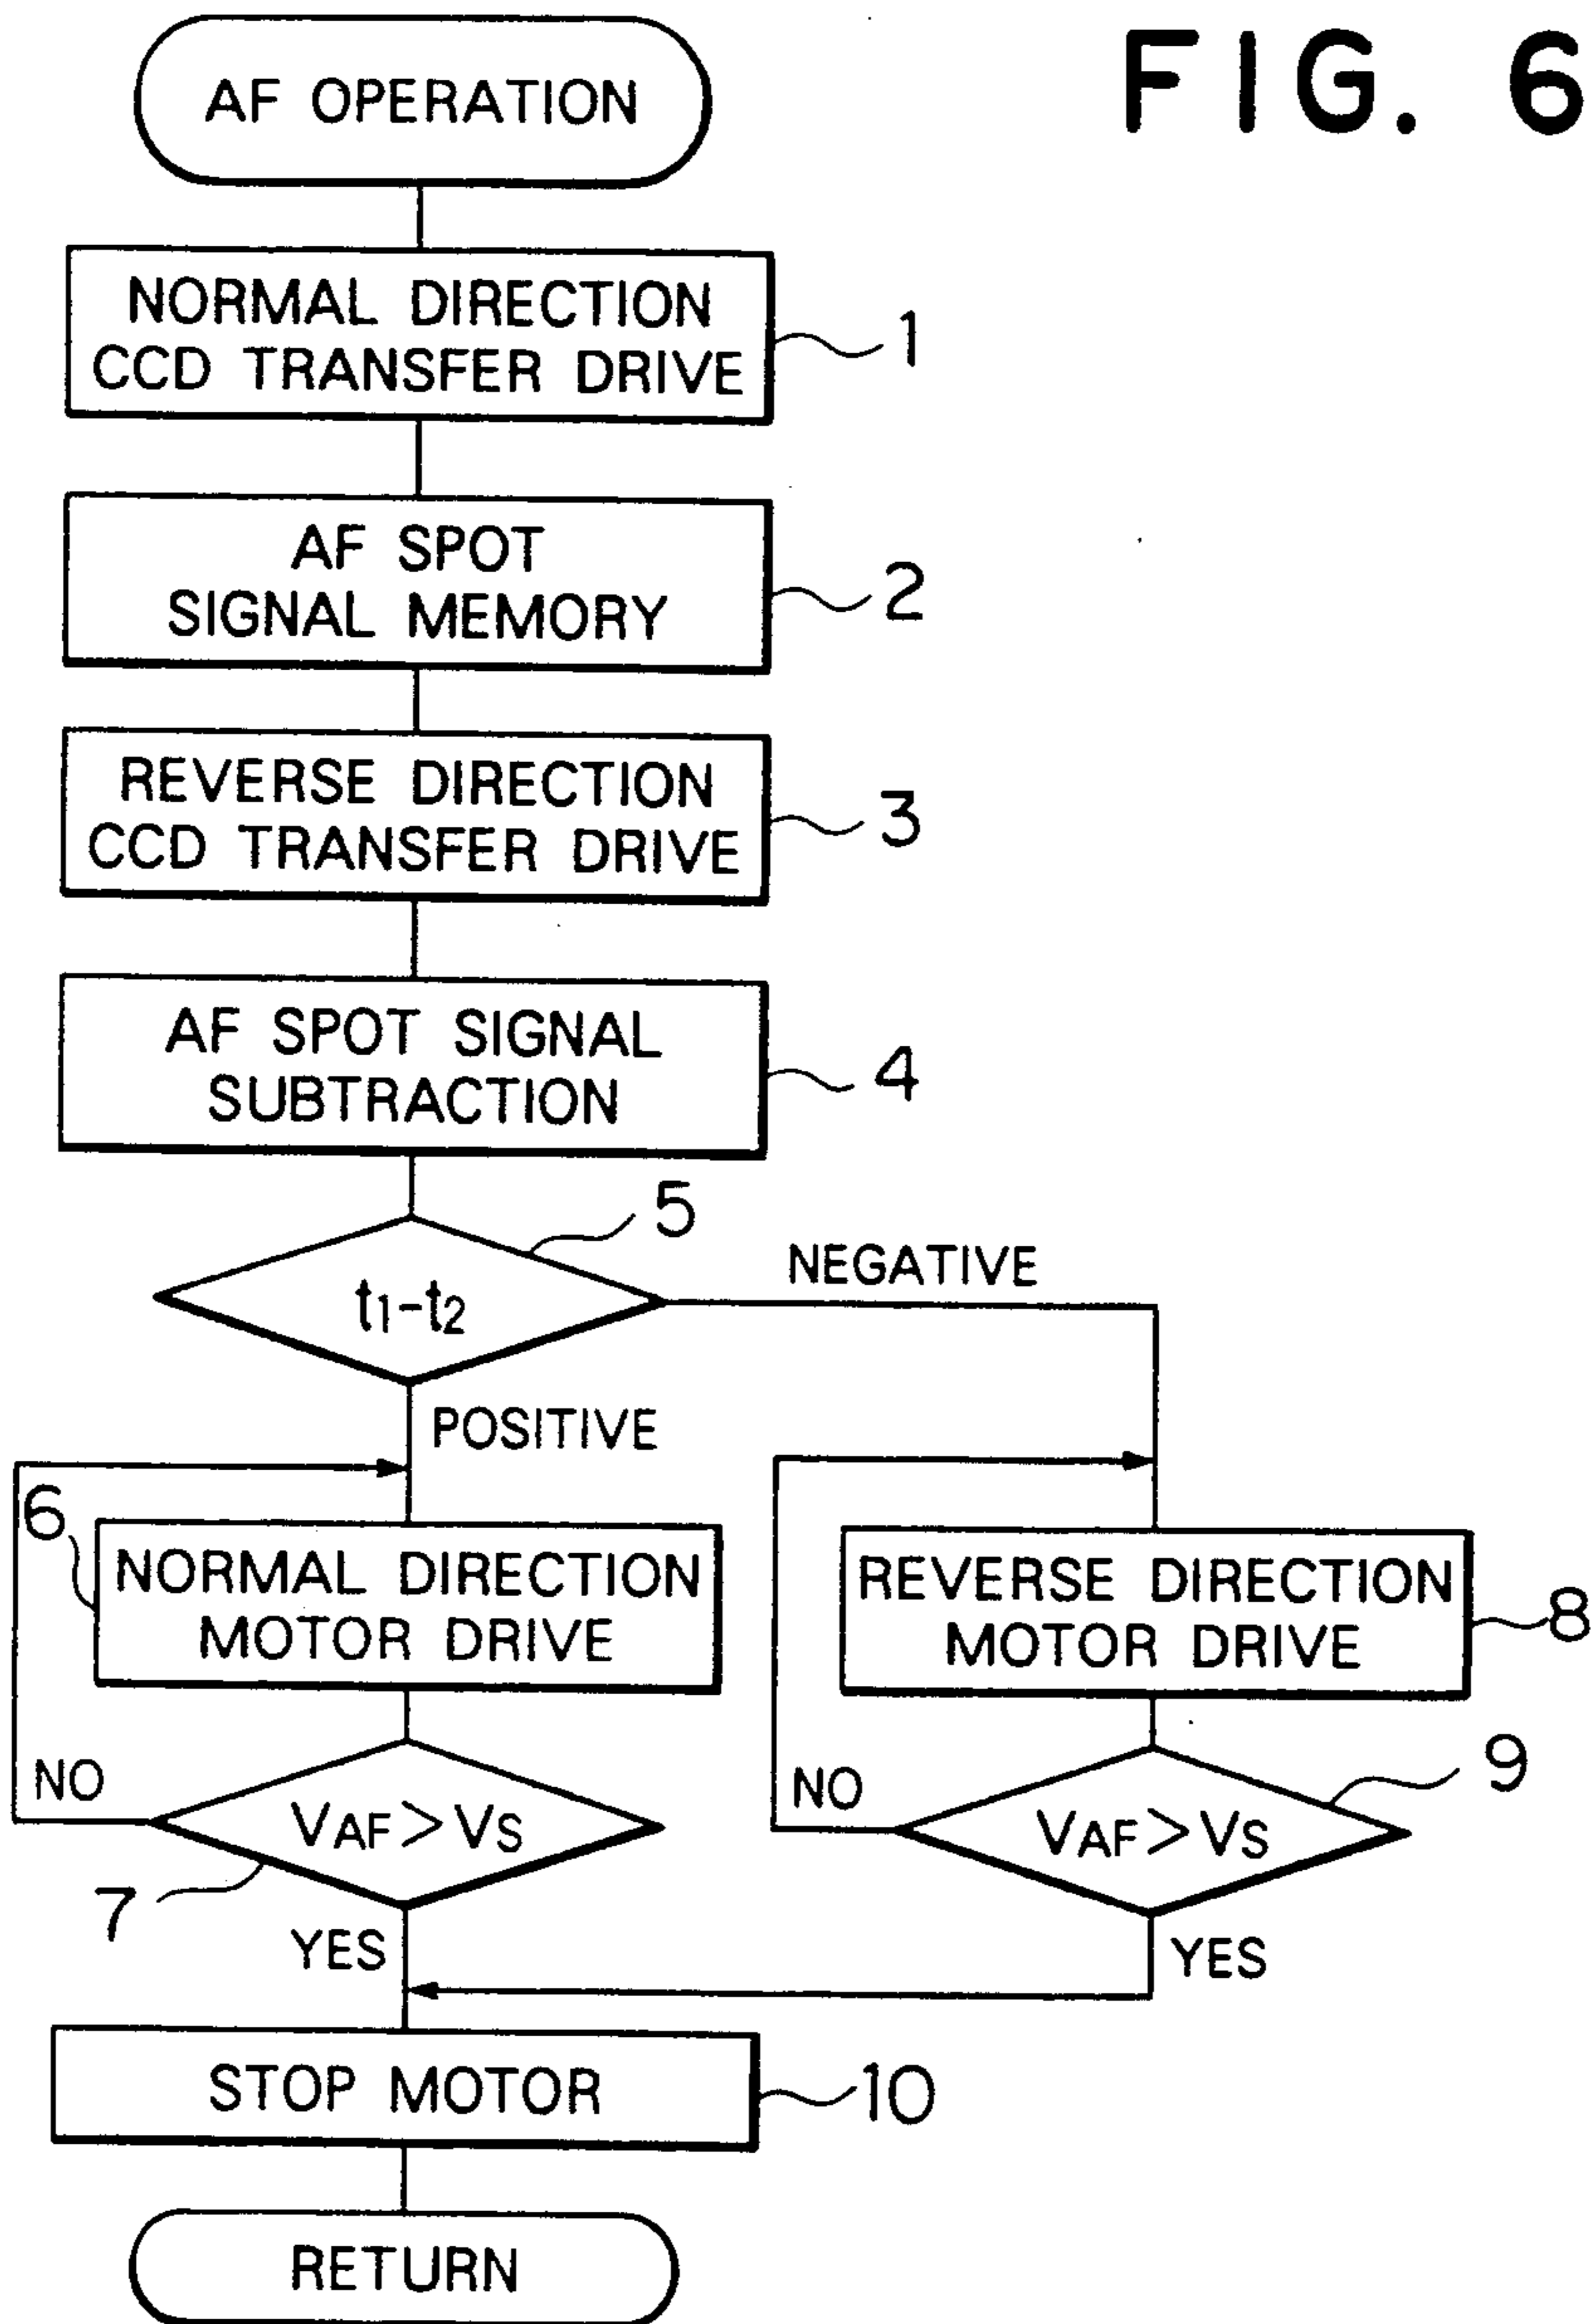 FIG. 6
AF OPERATION
NORMAL DIRECTION
CCD TRANSFER DRIVE
1
AF SPOT
SIGNAL MEMORY
2
REVERSE DIRECTION
CCD TRANSFER DRIVE
3
AF SPOT SIGNAL
SUBTRACTION
4
5
t1-t2
NEGATIVE
POSITIVE
6
NORMAL DIRECTION
MOTOR DRIVE
REVERSE DIRECTION
MOTOR DRIVE
8
NO
VAF>VS
7
YES
NO
VAF>VS
9
YES
STOP MOTOR
10
RETURN